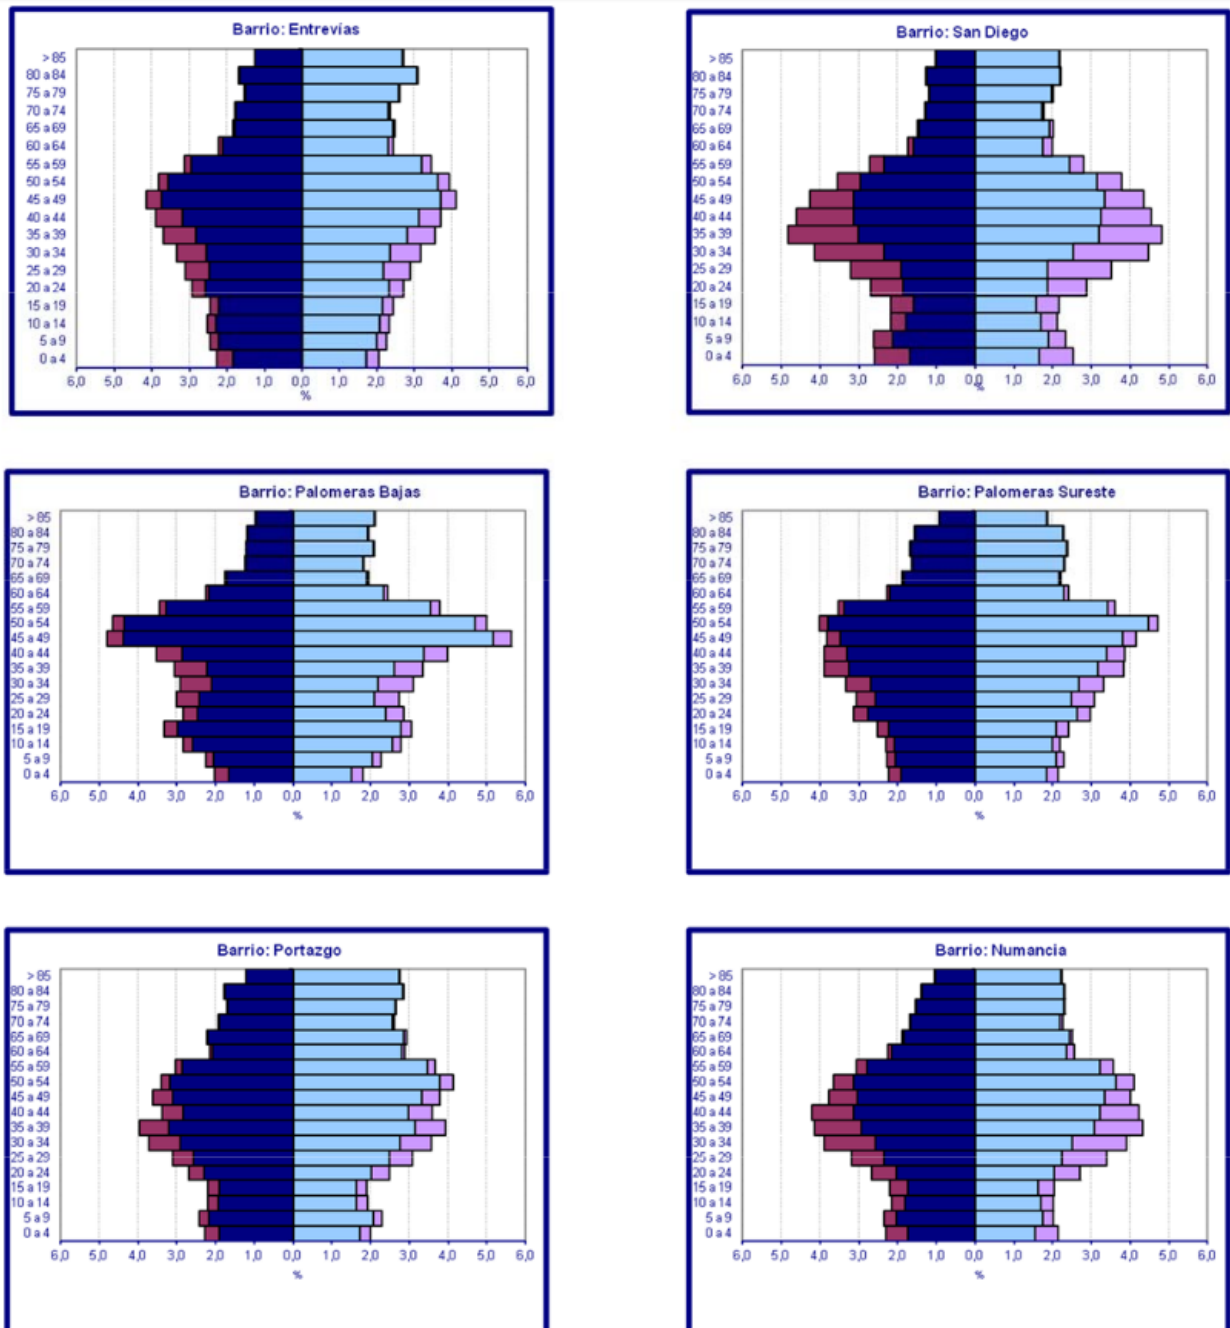 Barrio: Entrevías
> 85
80 a 84
75 a 79
70 a 74
65 a 69
60 a 64
55 a 59
50 a 54
45 a 49
40 a 44
35 a 39
30 a 34
25 a 29
20 a 24
15 a 19
10 a 14
5 a 9
0 a 4
6,0 5,0 4,0 3,0 2,0 1,0 0,0 1,0 2,0 3,0 4,0 5,0 6,0
%
Barrio: San Diego
> 85
80 a 84
75 a 79
70 a 74
65 a 69
60 a 64
55 a 59
50 a 54
45 a 49
40 a 44
35 a 39
30 a 34
25 a 29
20 a 24
15 a 19
10 a 14
5 a 9
0 a 4
6,0 5,0 4,0 3,0 2,0 1,0 0,0 1,0 2,0 3,0 4,0 5,0 6,0
%
Barrio: Palomeras Bajas
> 85
80 a 84
75 a 79
70 a 74
65 a 69
60 a 64
55 a 59
50 a 54
45 a 49
40 a 44
35 a 39
30 a 34
25 a 29
20 a 24
15 a 19
10 a 14
5 a 9
0 a 4
6,0 5,0 4,0 3,0 2,0 1,0 0,0 1,0 2,0 3,0 4,0 5,0 6,0
%
Barrio: Palomeras Sureste
> 85
80 a 84
75 a 79
70 a 74
65 a 69
60 a 64
55 a 59
50 a 54
45 a 49
40 a 44
35 a 39
30 a 34
25 a 29
20 a 24
15 a 19
10 a 14
5 a 9
0 a 4
6,0 5,0 4,0 3,0 2,0 1,0 0,0 1,0 2,0 3,0 4,0 5,0 6,0
%
Barrio: Portazgo
> 85
80 a 84
75 a 79
70 a 74
65 a 69
60 a 64
55 a 59
50 a 54
45 a 49
40 a 44
35 a 39
30 a 34
25 a 29
20 a 24
15 a 19
10 a 14
5 a 9
0 a 4
6,0 5,0 4,0 3,0 2,0 1,0 0,0 1,0 2,0 3,0 4,0 5,0 6,0
%
Barrio: Numancia
> 85
80 a 84
75 a 79
70 a 74
65 a 69
60 a 64
55 a 59
50 a 54
45 a 49
40 a 44
35 a 39
30 a 34
25 a 29
20 a 24
15 a 19
10 a 14
5 a 9
0 a 4
6,0 5,0 4,0 3,0 2,0 1,0 0,0 1,0 2,0 3,0 4,0 5,0 6,0
%